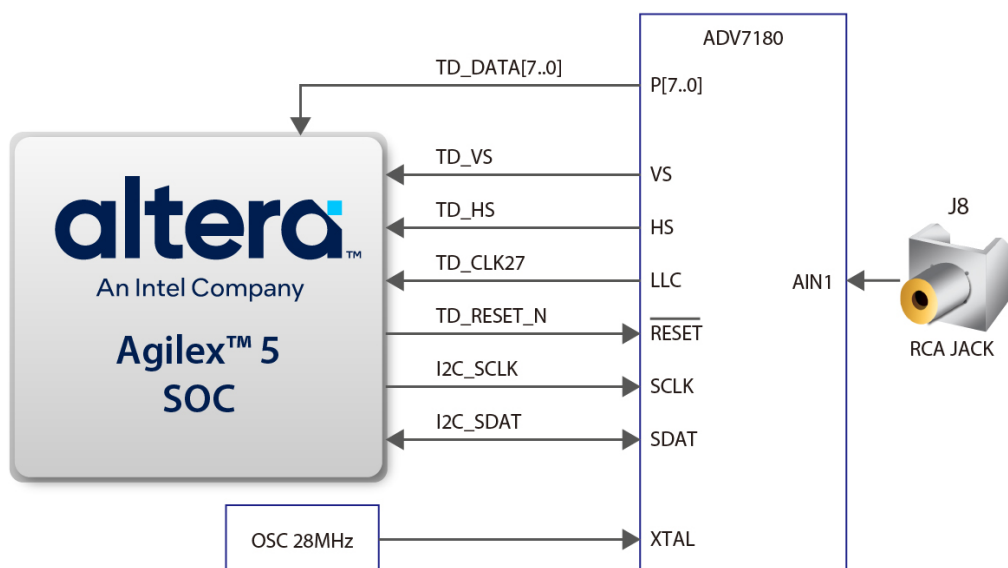 ADV7180
TD_DATA[7..0]
P[7..0]
TD_VS
VS
TD_HS
HS
TD_CLK27
LLC
TD_RESET_N
RESET
I2C_SCLK
SCLK
I2C_SDAT
SDAT
altera™
An Intel Company
Agilex™ 5
SOC
AIN1
J8
RCA JACK
OSC 28MHz
XTAL